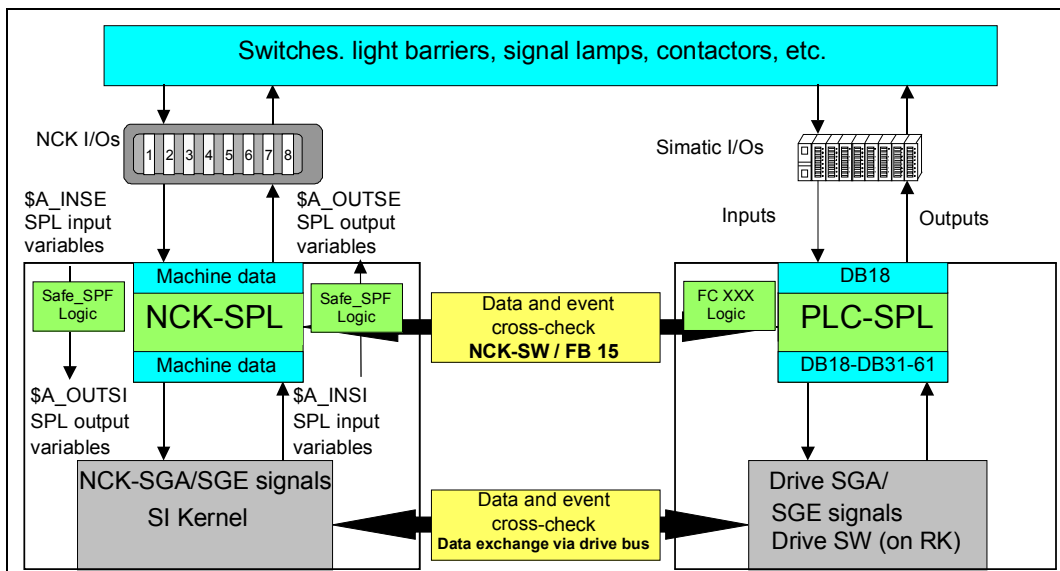 Switches. light barriers, signal lamps, contactors, etc.
NCK I/Os
1 2 3 4 5 6 7 8
Simatic I/Os
$A_INSE
SPL input
variables
$A_OUTSE
SPL output
variables
Inputs
Outputs
Machine data
Safe_SPF
Logic
NCK-SPL
Safe_SPF
Logic
Machine data
Data and event
cross-check
NCK-SW / FB 15
DB18
FC XXX
Logic
PLC-SPL
DB18-DB31-61
$A_OUTSI
SPL output
variables
$A_INSI
SPL input
variables
NCK-SGA/SGE signals
SI Kernel
Data and event
cross-check
Data exchange via drive bus
Drive SGA/
SGE signals
Drive SW (on RK)